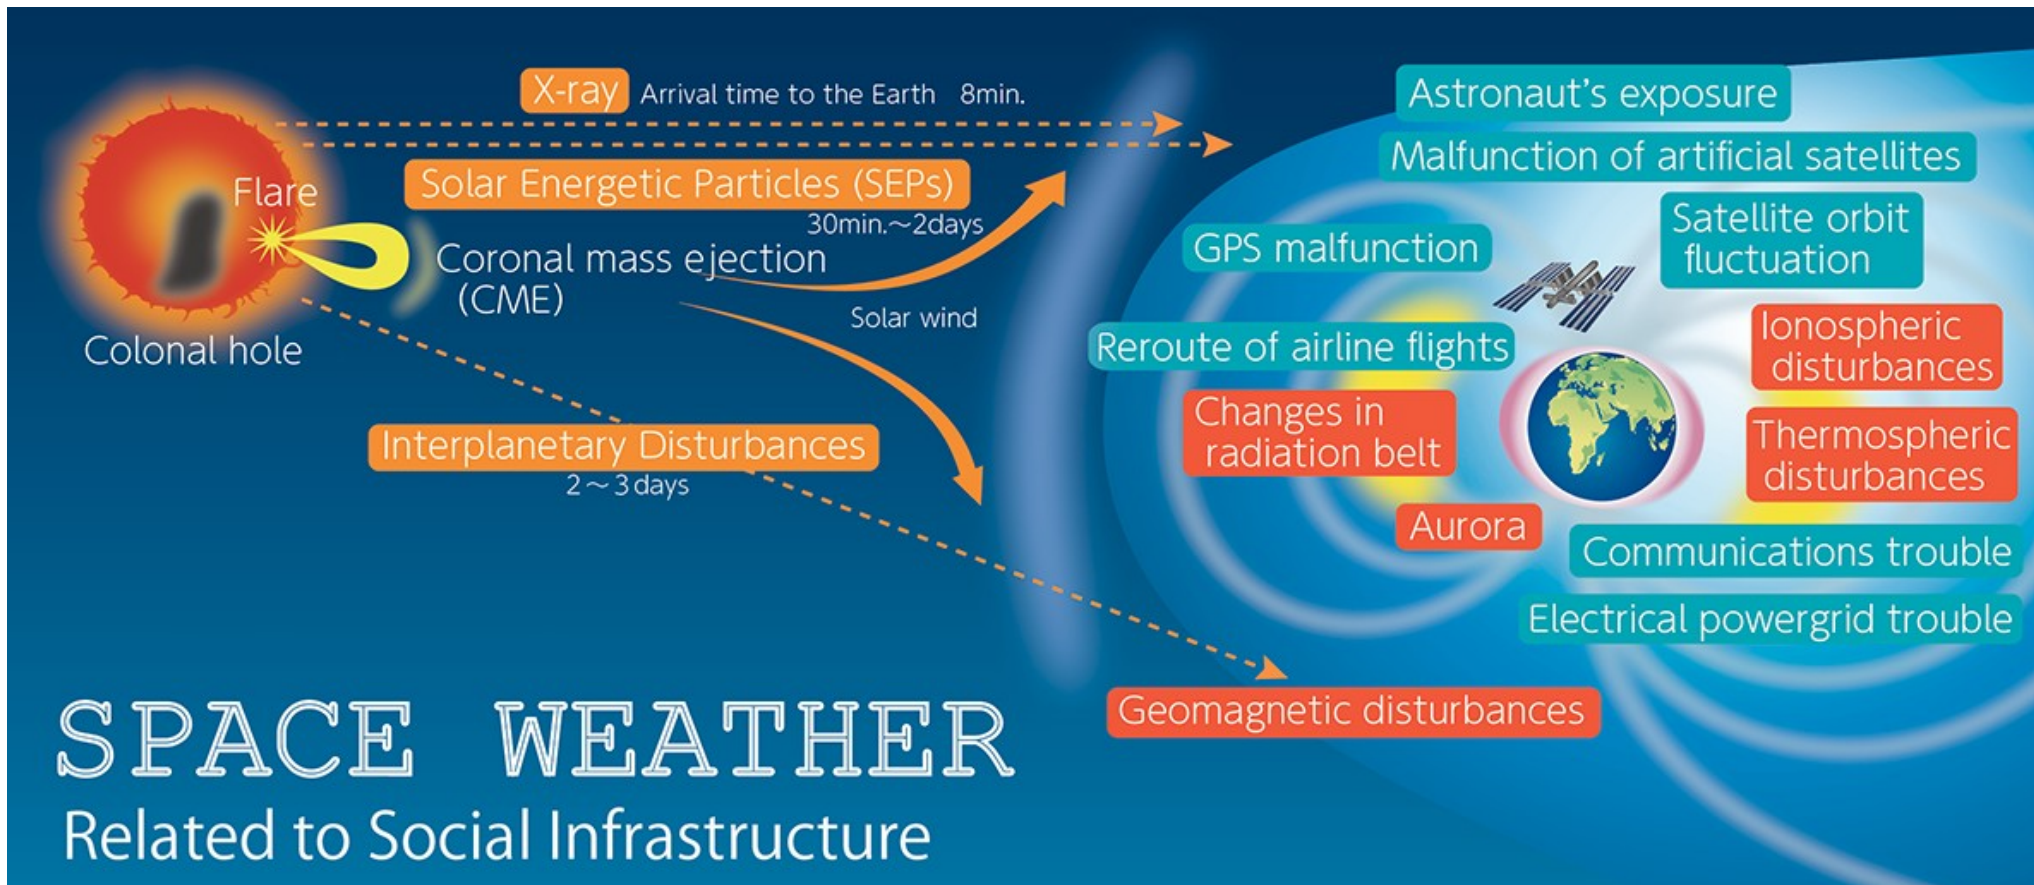 X-ray Arrival time to the Earth 8min.
Solar Energetic Particles (SEPs)
30min.~2days
Flare
Coronal mass ejection
(CME)
Solar wind
Colonal hole
Interplanetary Disturbances
2~3days
Astronaut's exposure
Malfunction of artificial satellites
Satellite orbit
fluctuation
GPS malfunction
Reroute of airline flights
Ionospheric
disturbances
Changes in
radiation belt
Thermospheric
disturbances
Aurora
Communications trouble
Electrical powergrid trouble
Geomagnetic disturbances
SPACE WEATHER
Related to Social Infrastructure